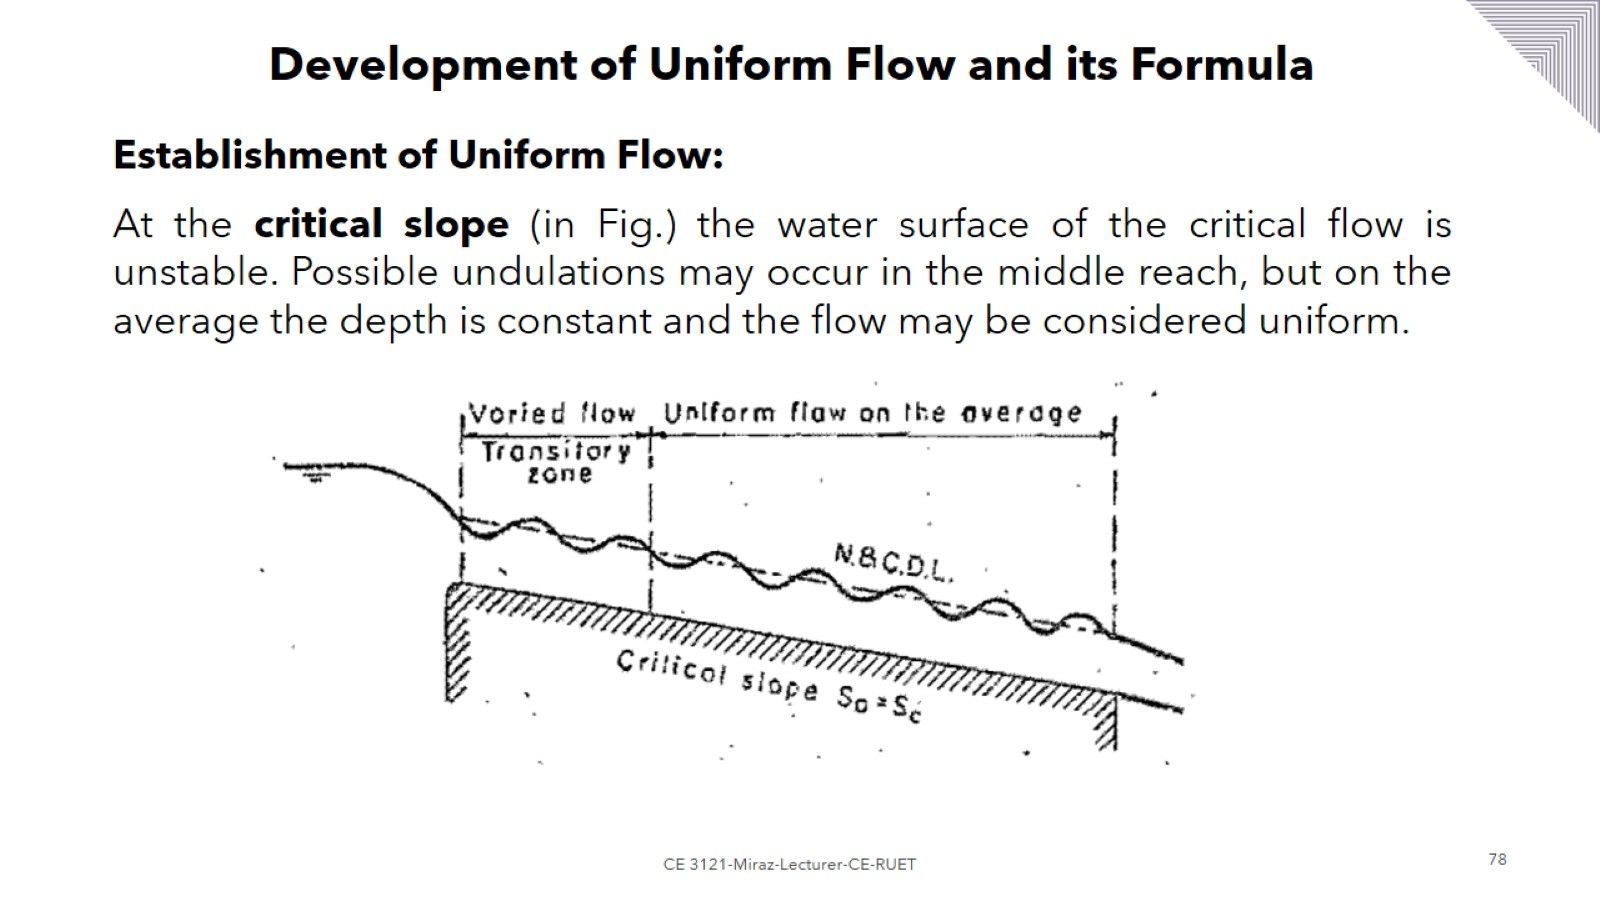 Development of Uniform Flow and its Formula
Establishment of Uniform Flow:
At the critical slope (in Fig.) the water surface of the critical flow is
unstable. Possible undulations may occur in the middle reach, but on the
average the depth is constant and the flow may be considered uniform.
Varied flow Uniform flow on the average
Transitory
zone
N.&C.D.L.
Critical slope So=Sc
CE 3121-Miraz-Lecturer-CE-RUET
78